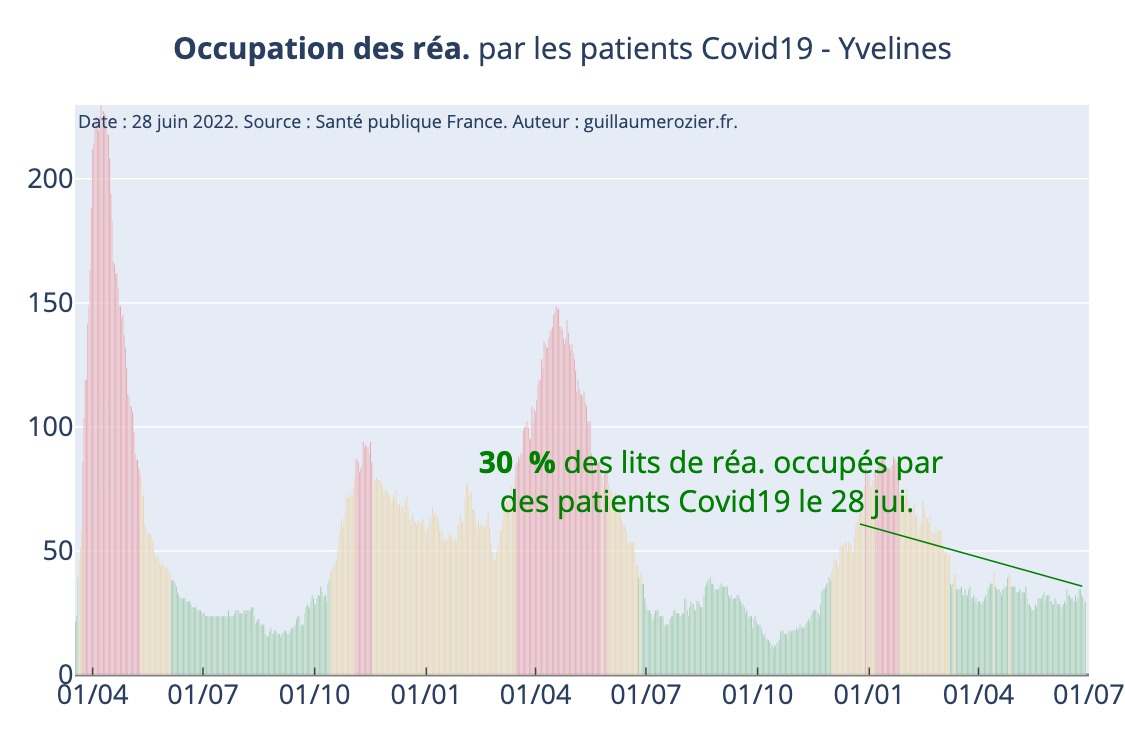 Occupation des réa. par les patients Covid19 - Yvelines
Date : 28 juin 2022. Source : Santé publique France. Auteur : guillaumerozier.fr.
200
150
100
30 % des lits de réa. occupés par
des patients Covid19 le 28 jui.
50
0
01/04 01/07 01/10 01/01 01/04 01/07 01/10 01/01 01/04 01/07